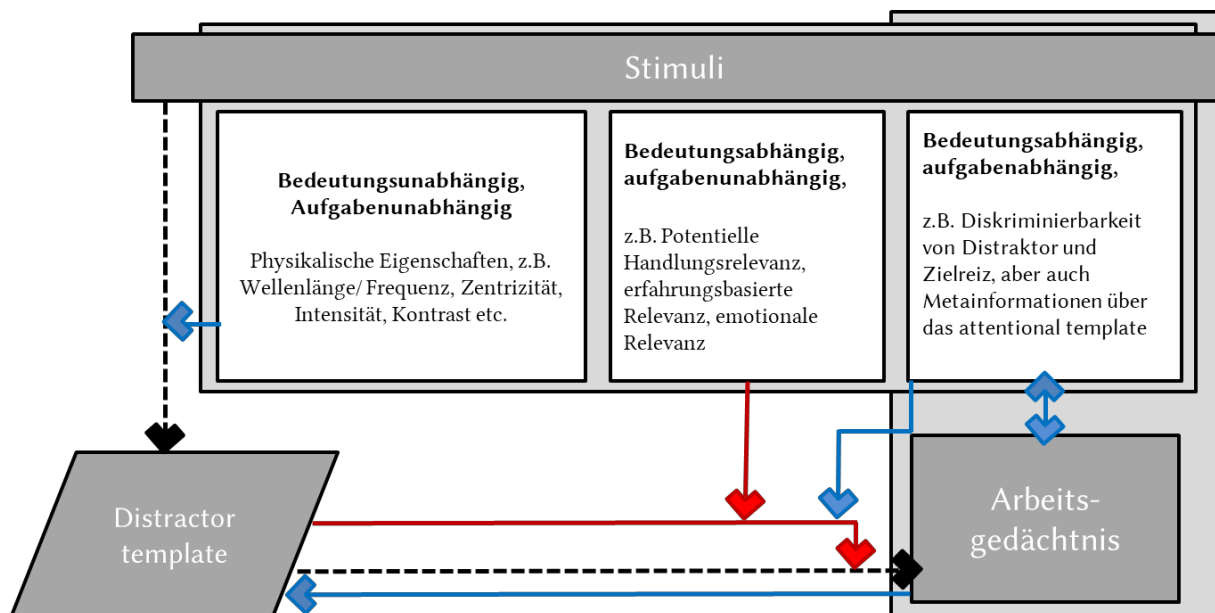 Stimuli
Bedeutungsunabhängig,
Aufgabenunabhängig
Physikalische Eigenschaften, z.B.
Wellenlänge/ Frequenz, Zentrizität,
Intensität, Kontrast etc.
Bedeutungsabhängig,
aufgabenunabhängig,
z.B. Potentielle
Handlungsrelevanz,
erfahrungsbasierte
Relevanz, emotionale
Relevanz
Bedeutungsabhängig,
aufgabenabhängig,
z.B. Diskriminierbarkeit
von Distraktor und
Zielreiz, aber auch
Metainformationen über
das attentional template
Distractor
template
Arbeits-
gedächtnis